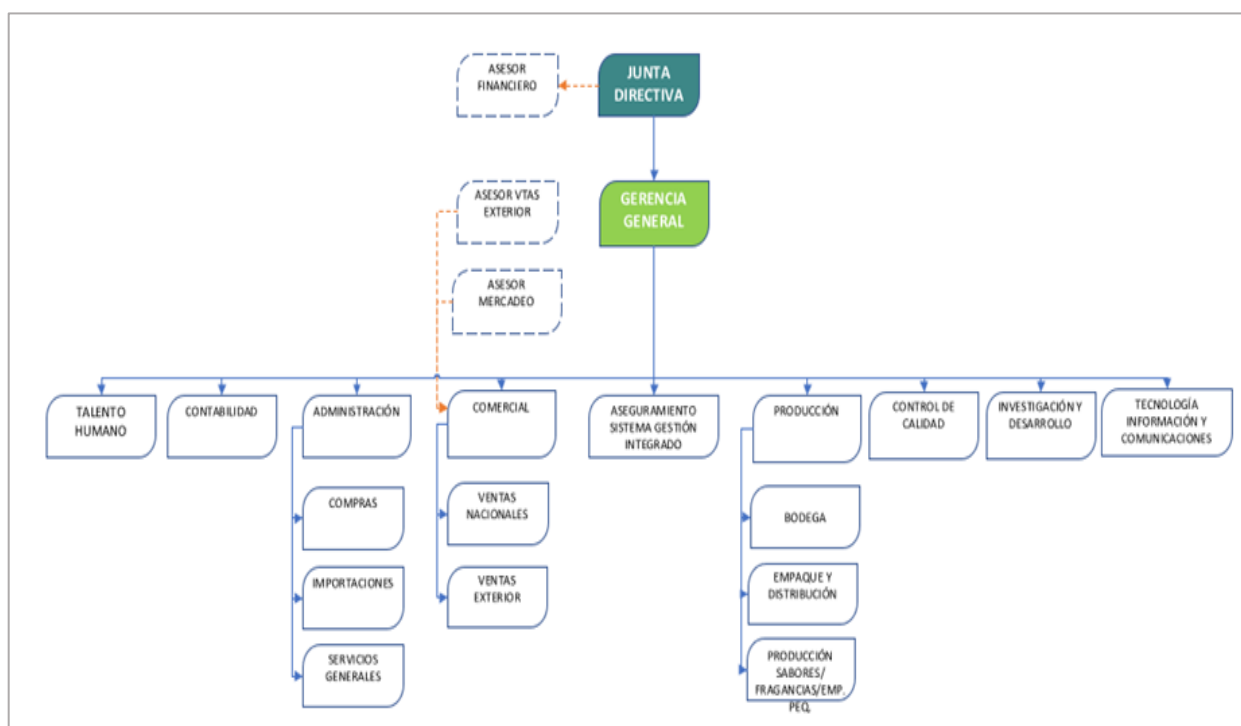 ASESOR
FINANCIERO
JUNTA
DIRECTIVA
ASESOR VTAS
EXTERIOR
GERENCIA
GENERAL
ASESOR
MERCADEO
TALENTO
HUMANO
CONTABILIDAD
ADMINISTRACIÓN
COMERCIAL
ASEGURAMIENTO
SISTEMA GESTIÓN
INTEGRADO
PRODUCCIÓN
CONTROL DE
CALIDAD
INVESTIGACIÓN Y
DESARROLLO
TECNOLOGÍA
INFORMACIÓN Y
COMUNICACIONES
COMPRAS
VENTAS
NACIONALES
BODEGA
IMPORTACIONES
VENTAS
EXTERIOR
EMPAQUE Y
DISTRIBUCIÓN
SERVICIOS
GENERALES
PRODUCCIÓN
SABORES/
FRAGANCIAS/EMP.
PEQ.